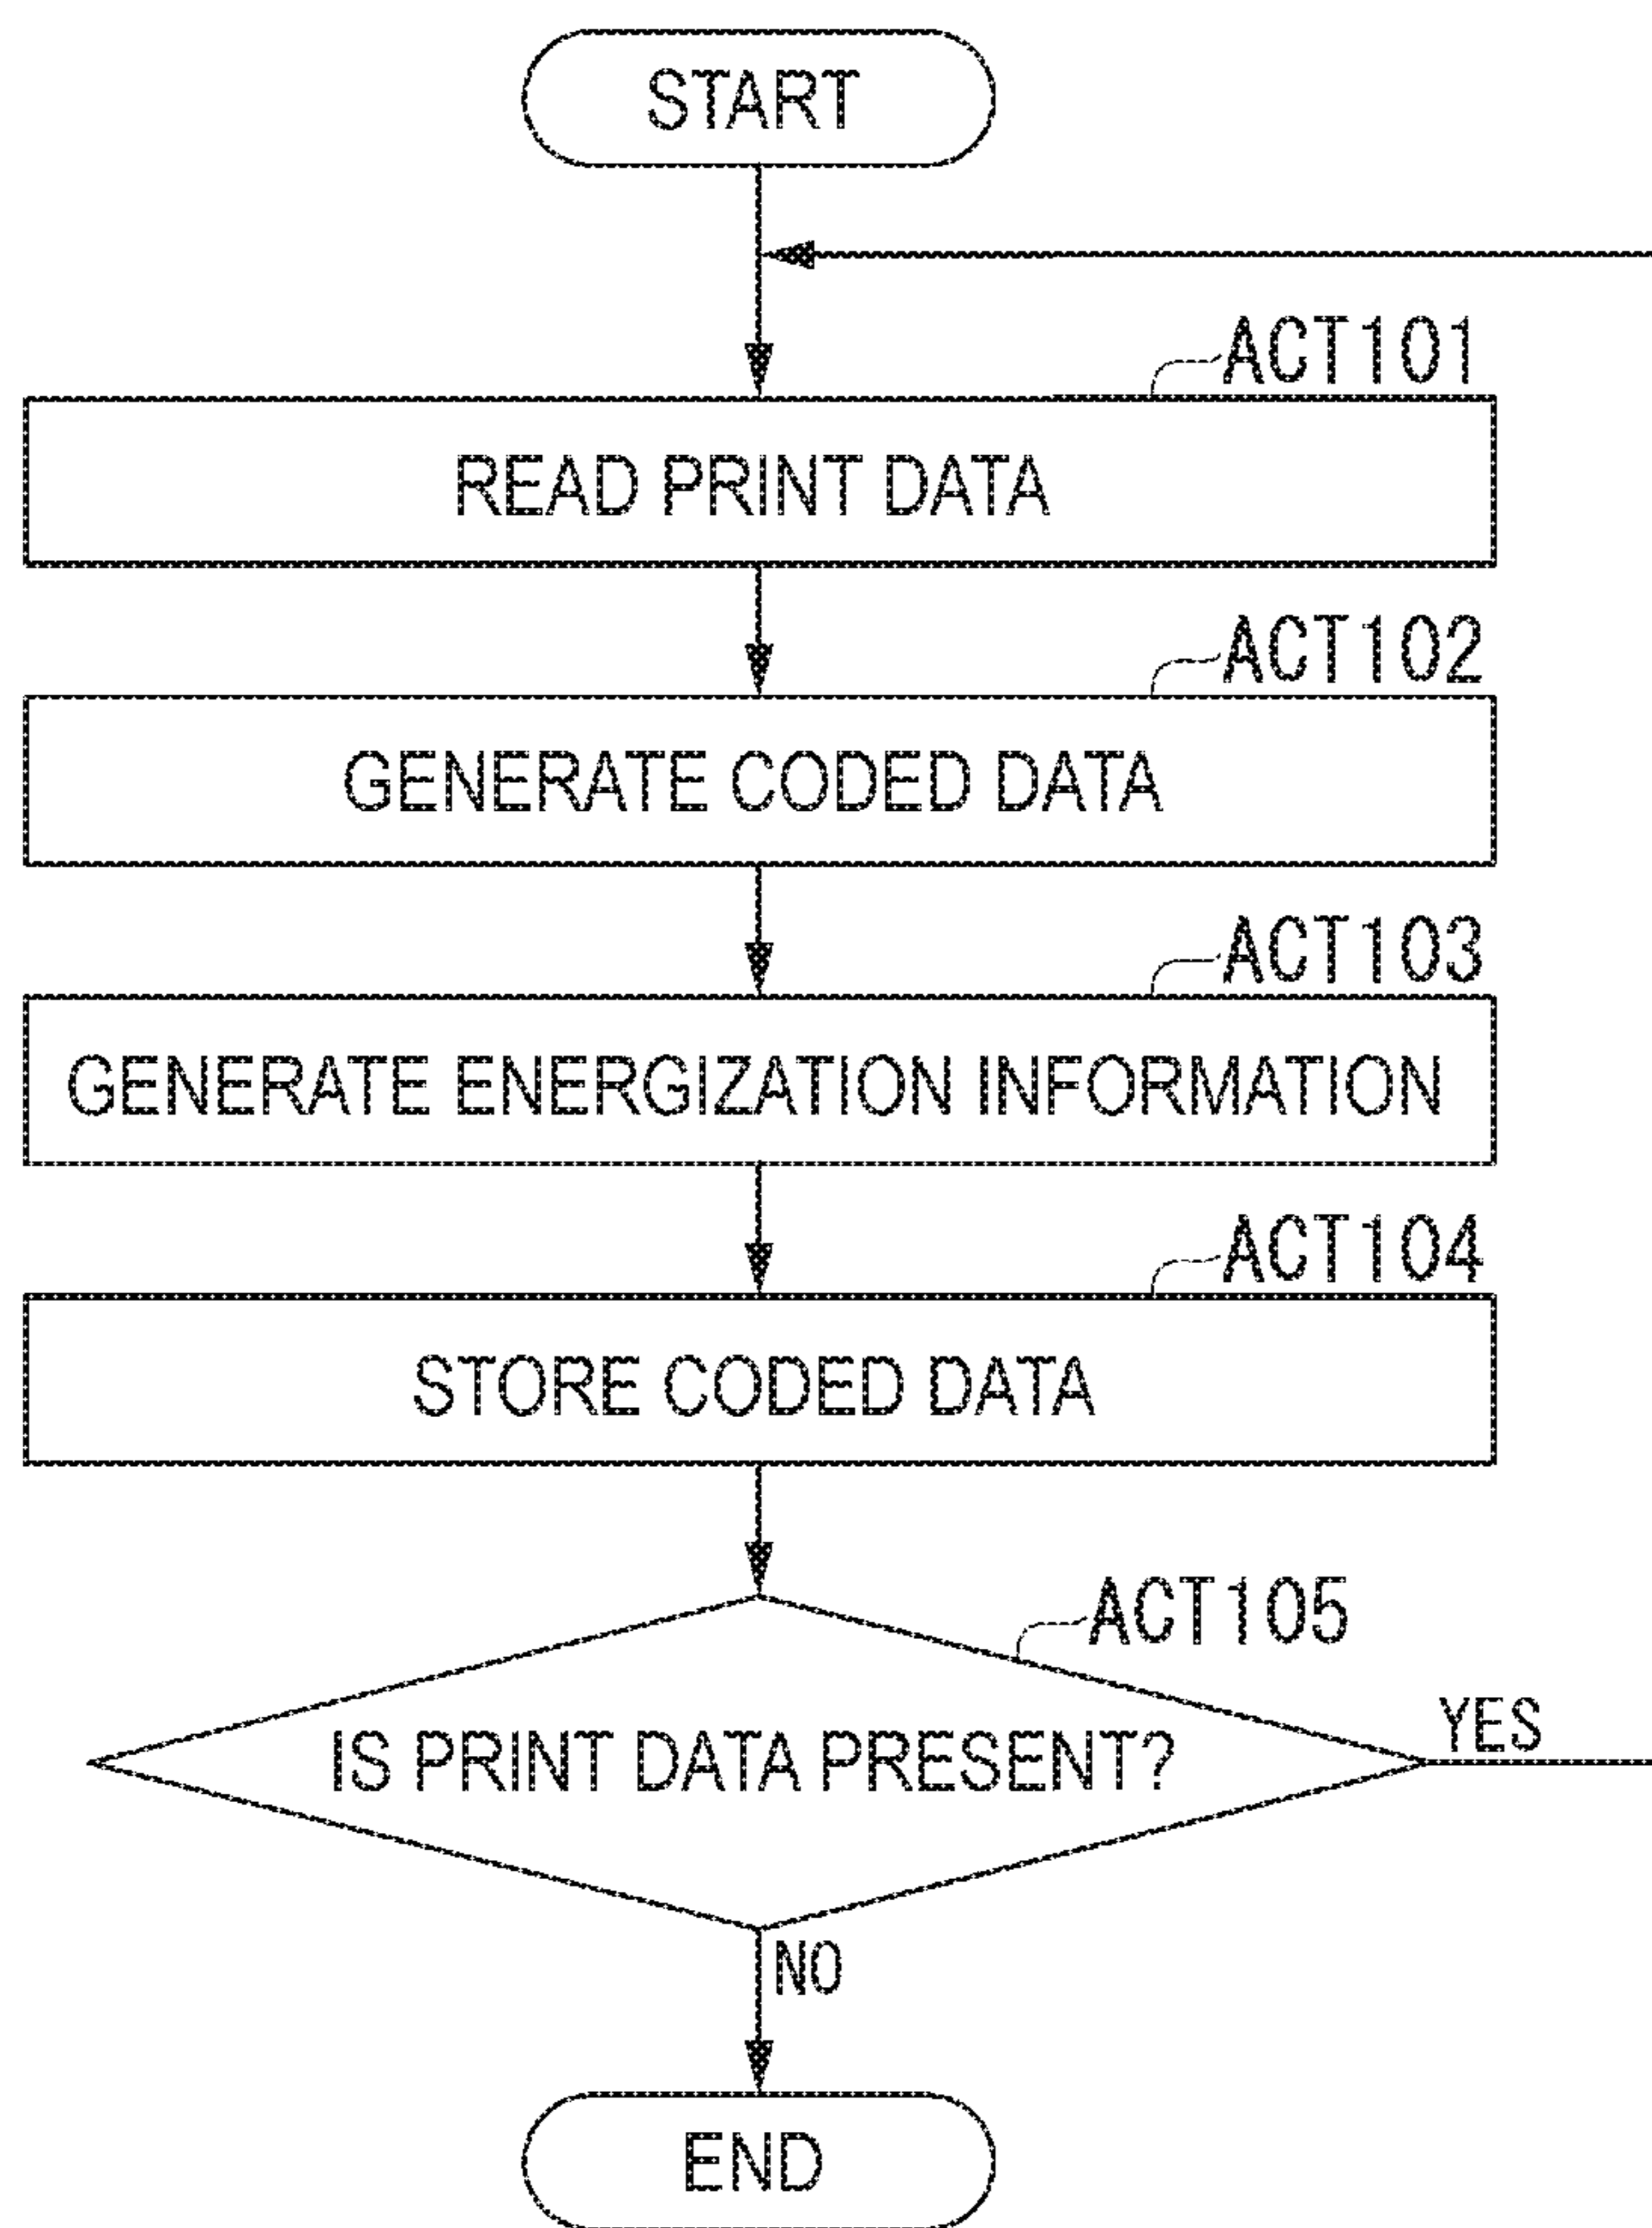 START
ACT101
READ PRINT DATA
ACT102
GENERATE CODED DATA
ACT103
GENERATE ENERGIZATION INFORMATION
ACT104
STORE CODED DATA
ACT105
IS PRINT DATA PRESENT?
YES
NO
END